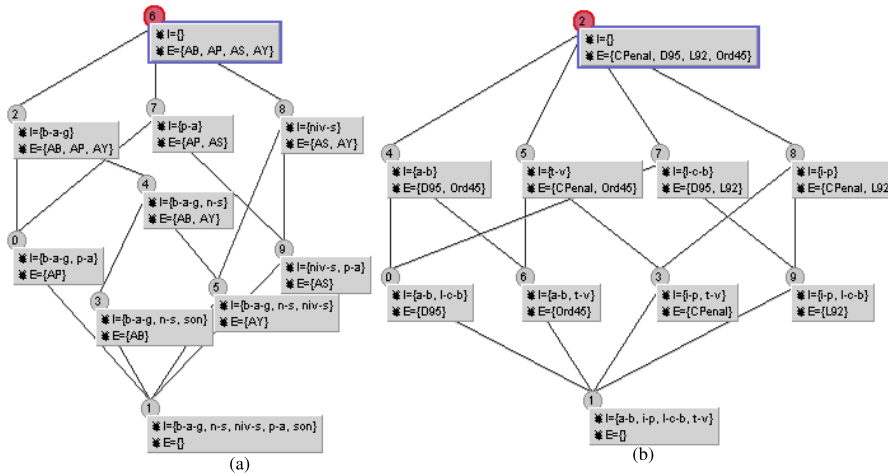 6
I={}
E={AB, AP, AS, AY}
2
I={b-a-g}
E={AB, AP, AY}
7
I={p-a}
E={AP, AS}
8
I={niv-s}
E={AS, AY}
4
I={b-a-g, n-s}
E={AB, AY}
0
I={b-a-g, p-a}
E={AP}
9
I={niv-s, p-a}
E={AS}
3
I={b-a-g, n-s, son}
E={AB}
5
I={b-a-g, n-s, niv-s}
E={AY}
1
I={b-a-g, n-s, niv-s, p-a, son}
E={}
(a)
2
I={}
E={CPenal, D95, L92, Ord45}
4
I={a-b}
E={D95, Ord45}
5
I={t-v}
E={CPenal, Ord45}
7
I={l-c-b}
E={D95, L92}
8
I={i-p}
E={CPenal, L92
0
I={a-b, l-c-b}
E={D95}
6
I={a-b, t-v}
E={Ord45}
3
I={i-p, t-v}
E={CPenal}
9
I={i-p, l-c-b}
E={L92}
1
I={a-b, i-p, l-c-b, t-v}
E={}
(b)